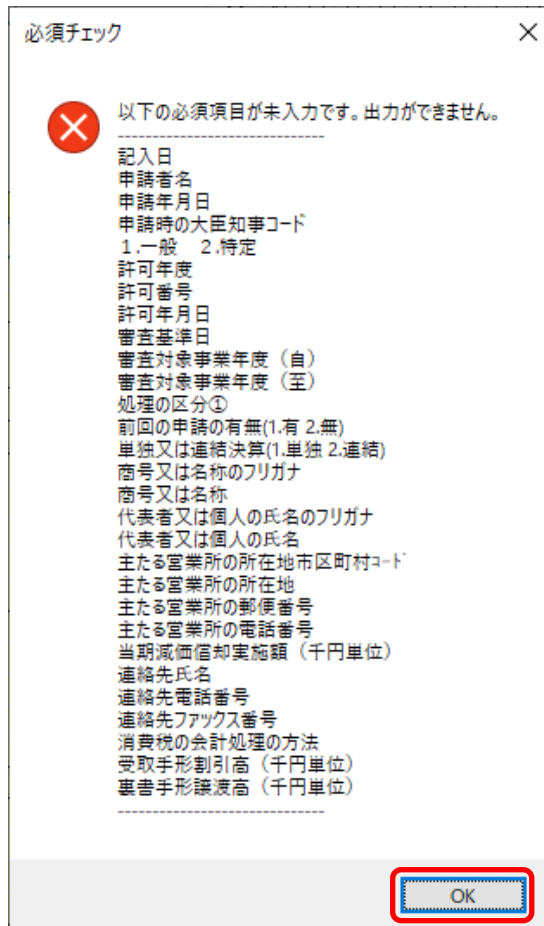 必須チェック
以下の必須項目が未入力です。出力ができません。
------------------------------
記入日
申請者名
申請年月日
申請時の大臣知事コード
1.一般　2.特定
許可年度
許可番号
許可年月日
審査基準日
審査対象事業年度（自）
審査対象事業年度（至）
処理の区分①
前回の申請の有無(1.有 2.無)
単独又は連結決算(1.単独 2.連結)
商号又は名称のフリガナ
商号又は名称
代表者又は個人の氏名のフリガナ
代表者又は個人の氏名
主たる営業所の所在地市区町村ｺｰﾄﾞ
主たる営業所の所在地
主たる営業所の郵便番号
主たる営業所の電話番号
当期減価償却実施額（千円単位）
連絡先氏名
連絡先電話番号
連絡先ファックス番号
消費税の会計処理の方法
受取手形割引高（千円単位）
裏書手形譲渡高（千円単位）
------------------------------
OK